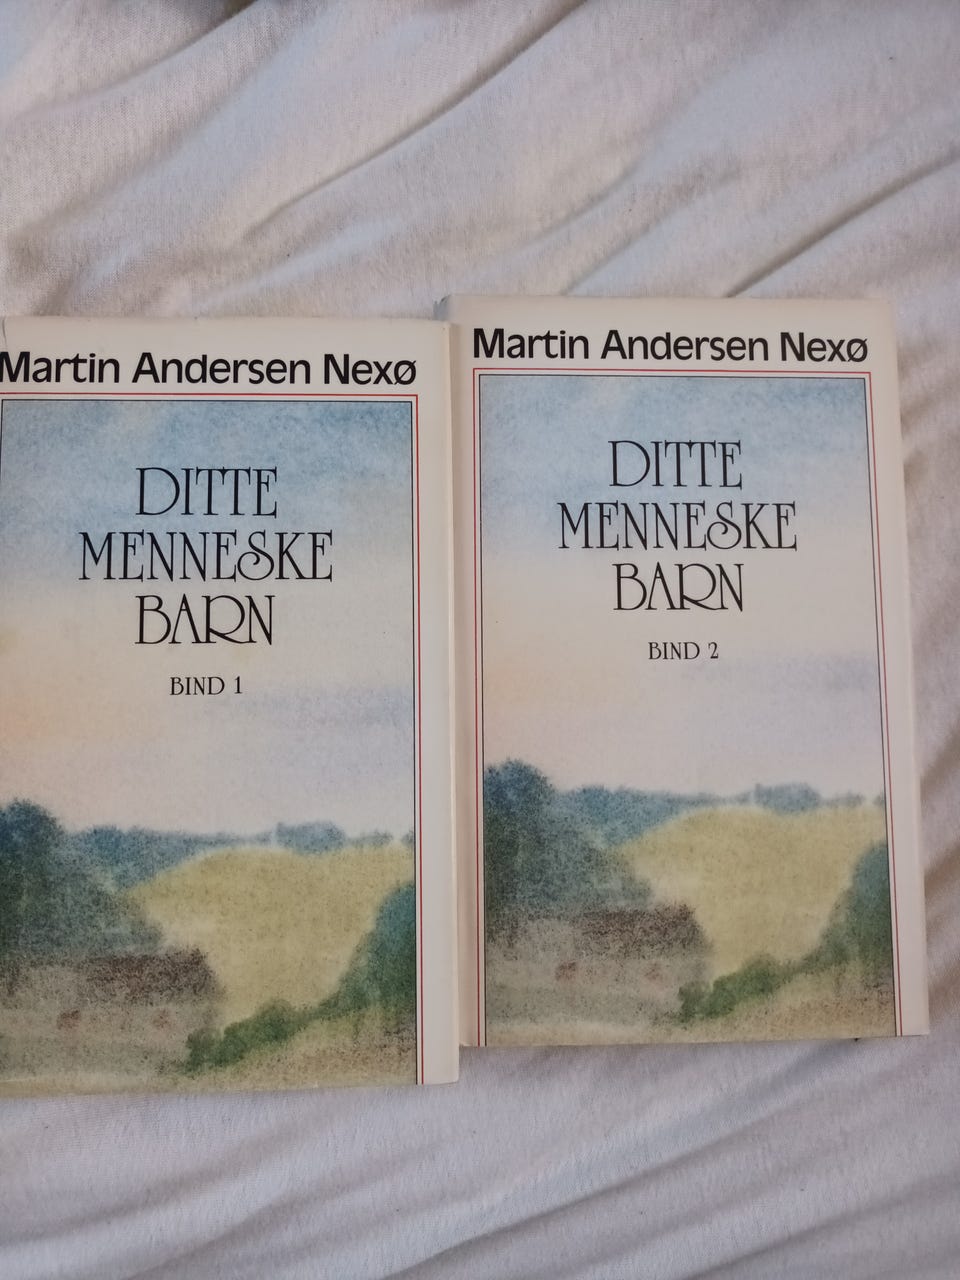 Martin Andersen Nexø
DITTE
MENNESKE
BARN
BIND 1
Martin Andersen Nexø
DITTE
MENNESKE
BARN
BIND 2